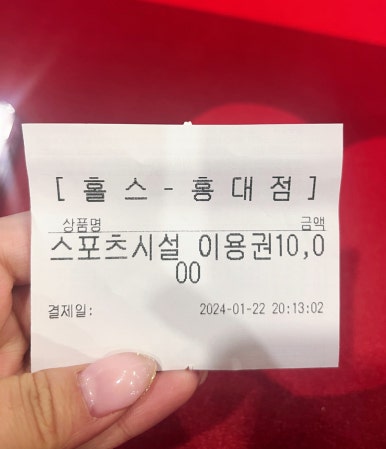 [ 홀 스 - 홍 대 점 ]
상품명 금액
스포츠시설 이용권10,0
00
결제일: 2024-01-22 20:13:02